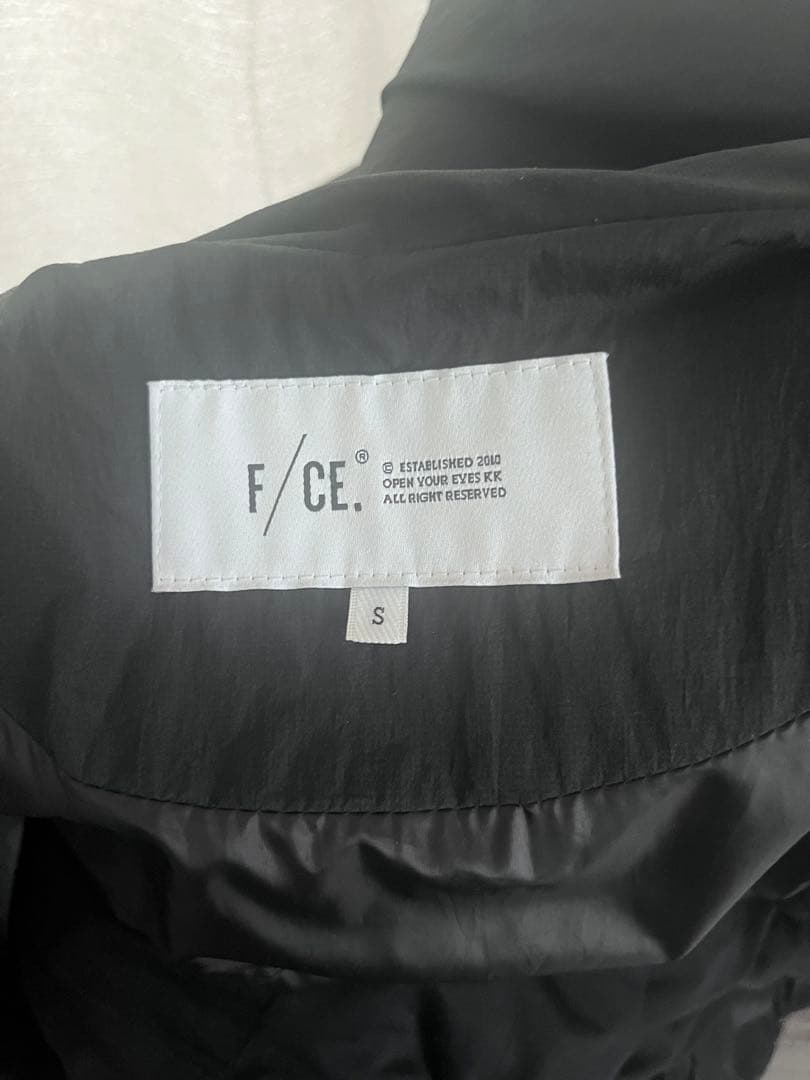 F/CE.®
© ESTABLISHED 2010
OPEN YOUR EYES KK
ALL RIGHT RESERVED
S